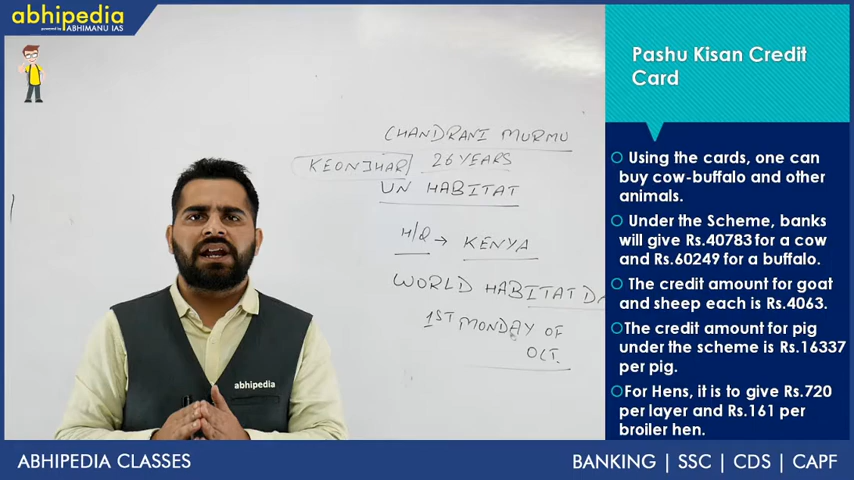 abhipedia
powered by ABHIMANU IAS
CHANDRANI MURMU
KEONJHAR 26 YEARS
UN HABITAT
H/Q → KENYA
WORLD HABITAT
1ST MONDAY OF
OCT.
abhipedia
Pashu Kisan Credit
Card
Using the cards, one can
buy cow-buffalo and other
animals.
Under the Scheme, banks
will give Rs.40783 for a cow
and Rs.60249 for a buffalo.
The credit amount for goat
and sheep each is Rs.4063.
The credit amount for pig
under the scheme is Rs.16337
per pig.
For Hens, it is to give Rs.720
per layer and Rs.161 per
broiler hen.
ABHIPEDIA CLASSES
BANKING | SSC | CDS | CAPF